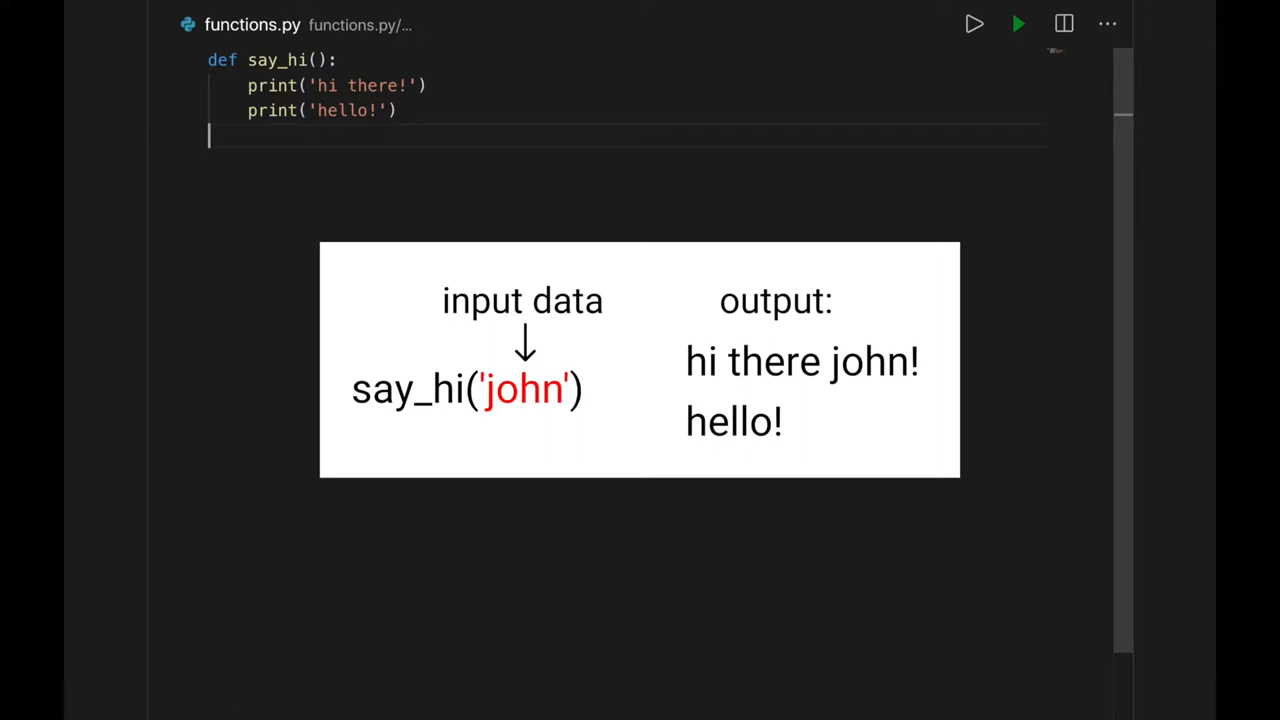 functions.py functions.py/...
def say_hi():
    print('hi there!')
    print('hello!')
input data
say_hi('john')
output:
hi there john!
hello!